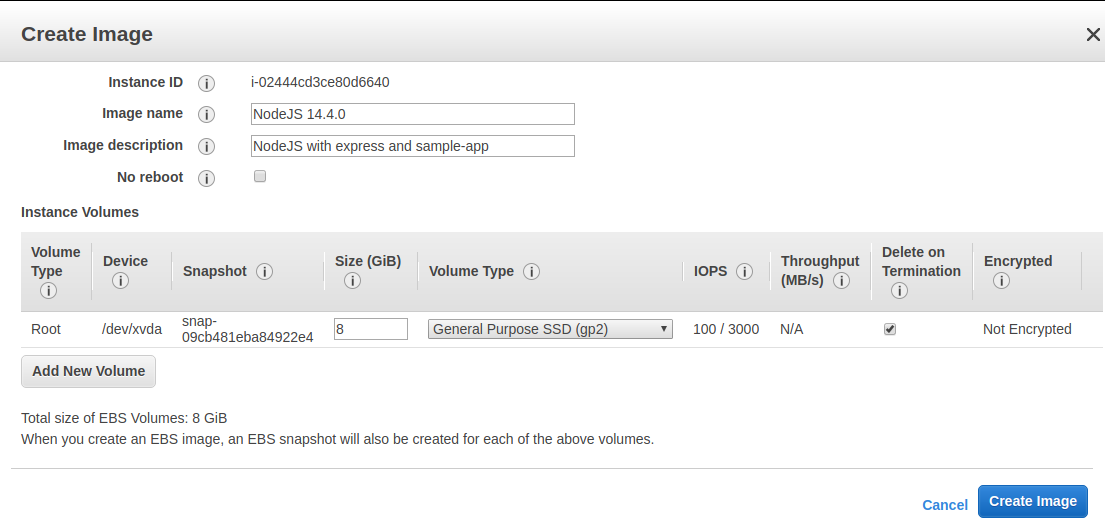 Create Image
Instance ID i-02444cd3ce80d6640
Image name NodeJS 14.4.0
Image description NodeJS with express and sample-app
No reboot
Instance Volumes
Volume Type Device Snapshot Size (GiB) Volume Type IOPS Throughput (MB/s) Delete on Termination Encrypted
Root /dev/xvda snap-09cb481eba84922e4 8 General Purpose SSD (gp2) 100 / 3000 N/A Not Encrypted
Add New Volume
Total size of EBS Volumes: 8 GiB
When you create an EBS image, an EBS snapshot will also be created for each of the above volumes.
Cancel Create Image